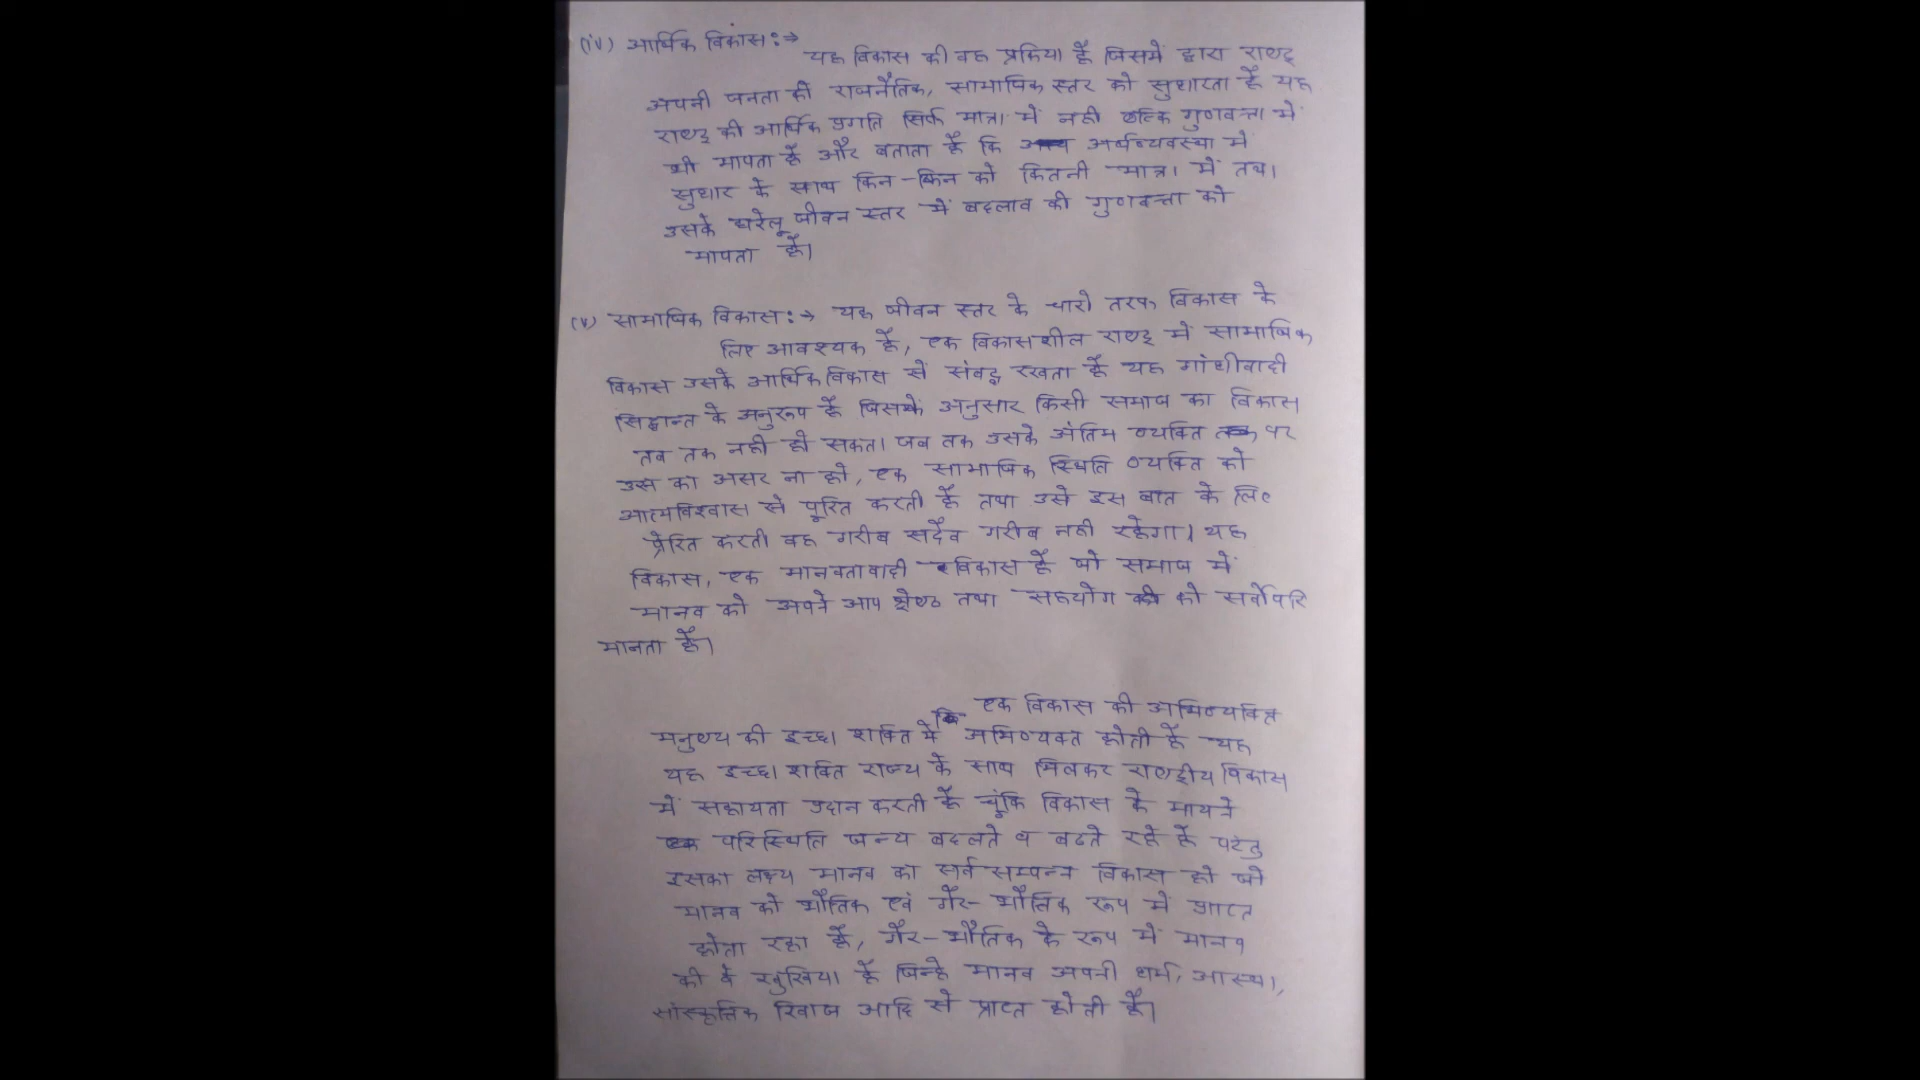 (iv) आर्थिक विकास :→
यह विकास की वह प्रक्रिया है जिसमें द्वारा राष्ट्र
अपनी जनता की राजनैतिक, सामाजिक स्तर को सुधारता है यह
राष्ट्र की आर्थिक प्रगति सिर्फ मात्रा में नही बल्कि गुणवत्ता में
भी मापता है और बताता है कि अर्थव्यवस्था में
सुधार के साथ किन-किन को कितनी मात्रा में तथा
उसके घरेलू जीवन स्तर में बदलाव की गुणवत्ता को
मापता है।
(v) सामाजिक विकास :→ यह जीवन स्तर के चारो तरफ विकास के
लिए आवश्यक है, एक विकासशील राष्ट्र में सामाजिक
विकास उसके आर्थिक विकास से संबद्ध रखता है यह गांधीवादी
सिद्धान्त के अनुरूप है जिसके अनुसार किसी समाज का विकास
तब तक नही हो सकता जब तक उसके अंतिम व्यक्ति पर
उस का असर ना हो, एक सामाजिक स्थिति व्यक्ति को
आत्मविश्वास से पूरित करती है तथा उसे इस बात के लिए
प्रेरित करती वह गरीब सदैव गरीब नही रहेगा। यह
विकास, एक मानवतावादी विकास है जो समाज में
मानव को अपने आप श्रेष्ठ तथा सहयोग को सर्वोपरि
मानता है।
एक विकास की अभिव्यक्ति
मनुष्य की इच्छा शक्ति में अभिव्यक्त होती है यह
यह इच्छा शक्ति राज्य के साथ मिलकर राष्ट्रीय विकास
में सहायता प्रदान करती है चूंकि विकास के मायने
परिस्थिति जन्य बदलते व बढते रहे हैं परंतु
इसका लक्ष्य मानव का सर्व सम्पन्न विकास हो जो
मानव को भौतिक एवं गैर-भौतिक रूप में प्राप्त
होता रहा है, गैर-भौतिक के रूप में मानव
की वे खुशिया है जिन्हे मानव अपनी धर्म, आस्था,
सांस्कृतिक रिवाज आदि से प्राप्त होती है।